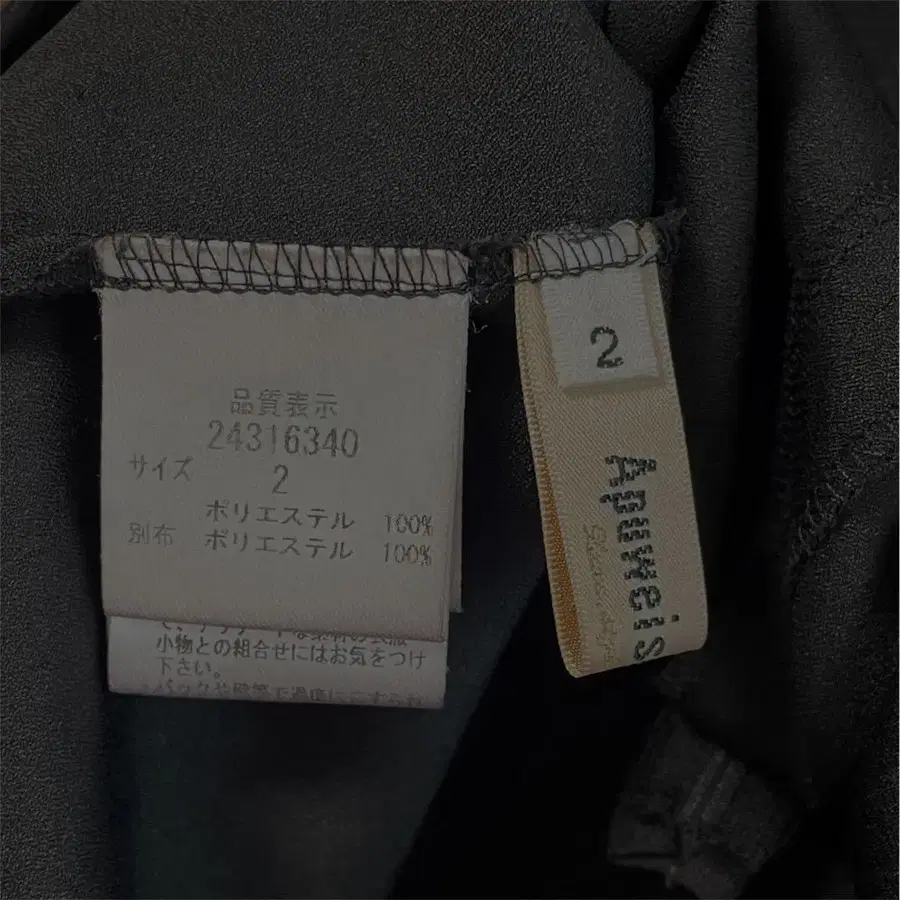 品質表示
24316340
サイズ 2
ポリエステル 100%
別布 ポリエステル 100%
小物との組合せにはお気をつけ
下さい。
2
Apuweis